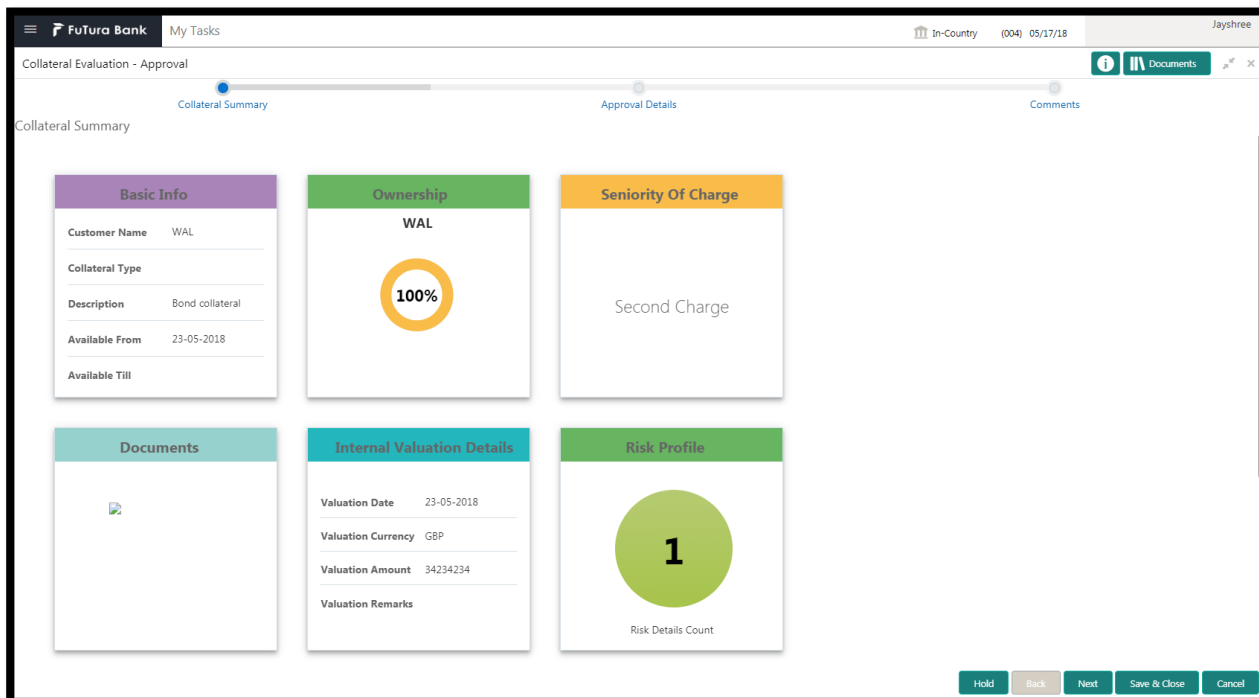 FuTura Bank
My Tasks
In-Country
(004) 05/17/18
Jayshree
Collateral Evaluation - Approval
i
Documents
Collateral Summary
Approval Details
Comments
Collateral Summary
Basic Info
Customer Name WAL
Collateral Type
Description Bond collateral
Available From 23-05-2018
Available Till
Ownership
WAL
100%
Seniority Of Charge
Second Charge
Documents
Internal Valuation Details
Valuation Date 23-05-2018
Valuation Currency GBP
Valuation Amount 34234234
Valuation Remarks
Risk Profile
1
Risk Details Count
Hold
Back
Next
Save & Close
Cancel